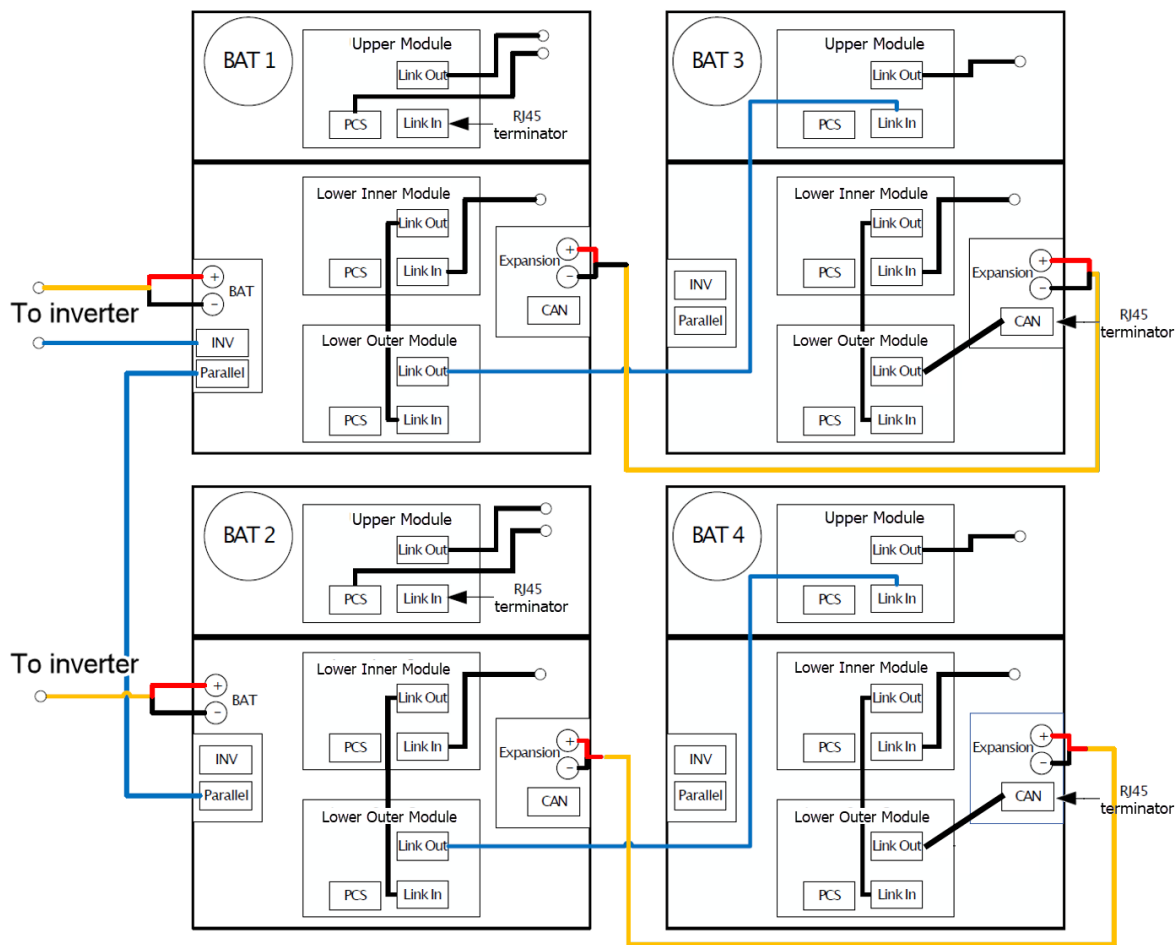 BAT 1
Upper Module
Link Out
PCS
Link In
RJ45
terminator
Lower Inner Module
Link Out
PCS
Link In
Expansion
+
−
CAN
+
−
BAT
To inverter
INV
Parallel
Lower Outer Module
Link Out
PCS
Link In
BAT 3
Upper Module
Link Out
PCS
Link In
Lower Inner Module
Link Out
PCS
Link In
INV
Parallel
Expansion
+
−
CAN
RJ45
terminator
Lower Outer Module
Link Out
PCS
Link In
BAT 2
Upper Module
Link Out
PCS
Link In
RJ45
terminator
To inverter
+
−
BAT
INV
Parallel
Lower Inner Module
Link Out
PCS
Link In
Expansion
+
−
CAN
Lower Outer Module
Link Out
PCS
Link In
BAT 4
Upper Module
Link Out
PCS
Link In
Lower Inner Module
Link Out
PCS
Link In
INV
Parallel
Expansion
+
−
CAN
RJ45
terminator
Lower Outer Module
Link Out
PCS
Link In